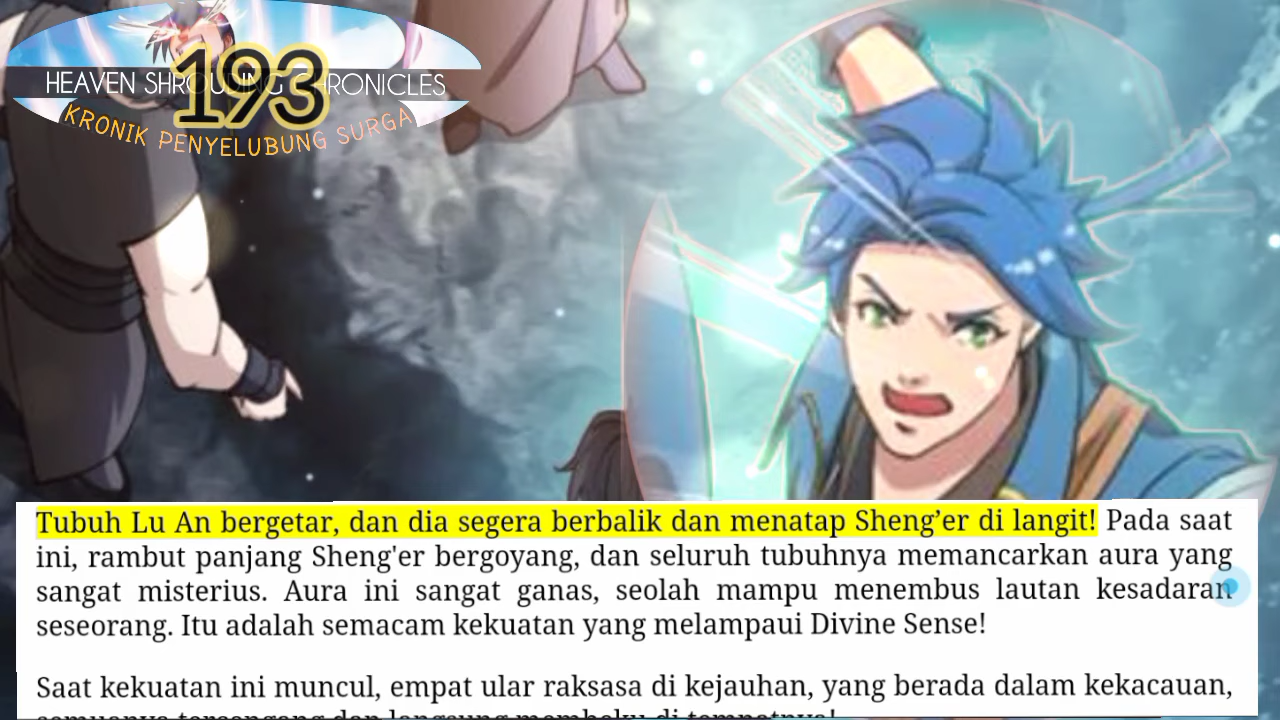 193
HEAVEN SHROUDING CHRONICLES
KRONIK PENYELUBUNG SURGA
Tubuh Lu An bergetar, dan dia segera berbalik dan menatap Sheng’er di langit! Pada saat
ini, rambut panjang Sheng'er bergoyang, dan seluruh tubuhnya memancarkan aura yang
sangat misterius. Aura ini sangat ganas, seolah mampu menembus lautan kesadaran
seseorang. Itu adalah semacam kekuatan yang melampaui Divine Sense!
Saat kekuatan ini muncul, empat ular raksasa di kejauhan, yang berada dalam kekacauan,